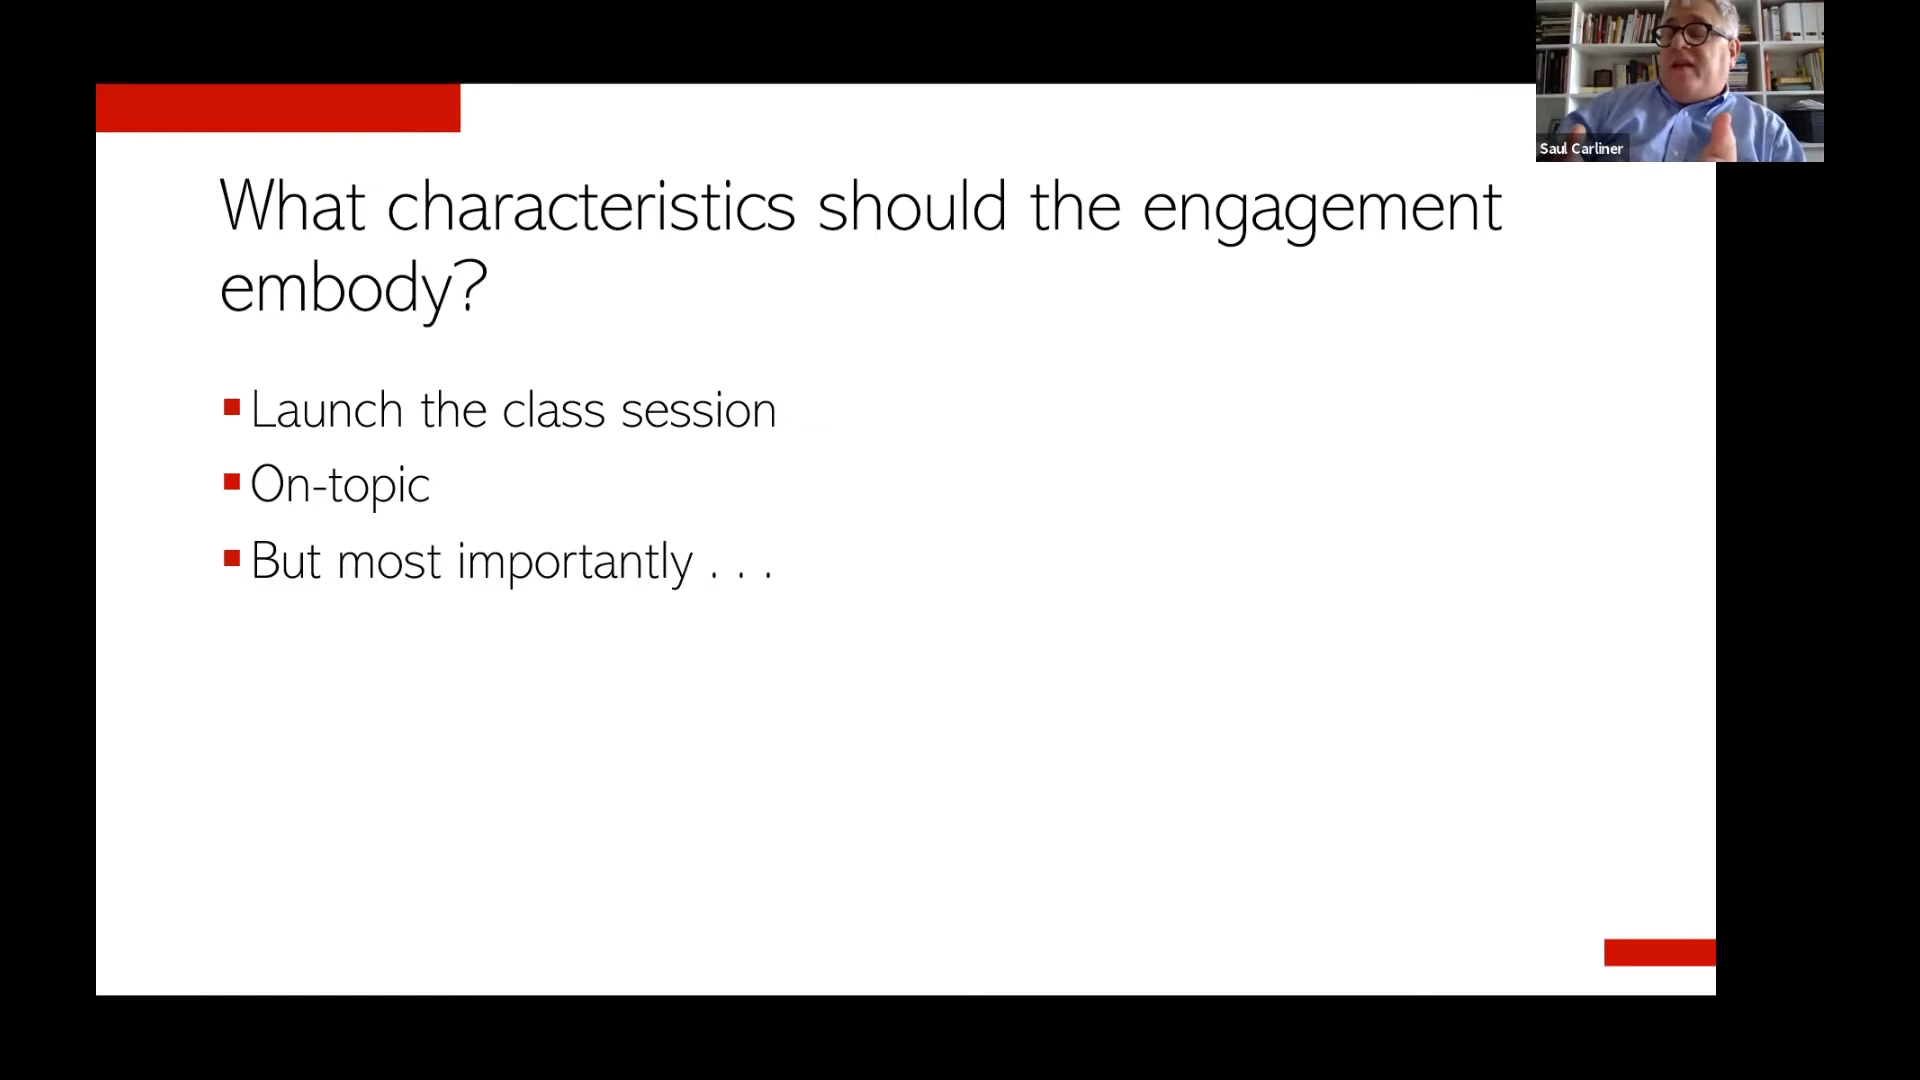 What characteristics should the engagement
embody?
Launch the class session
On-topic
But most importantly . . .
Saul Carliner